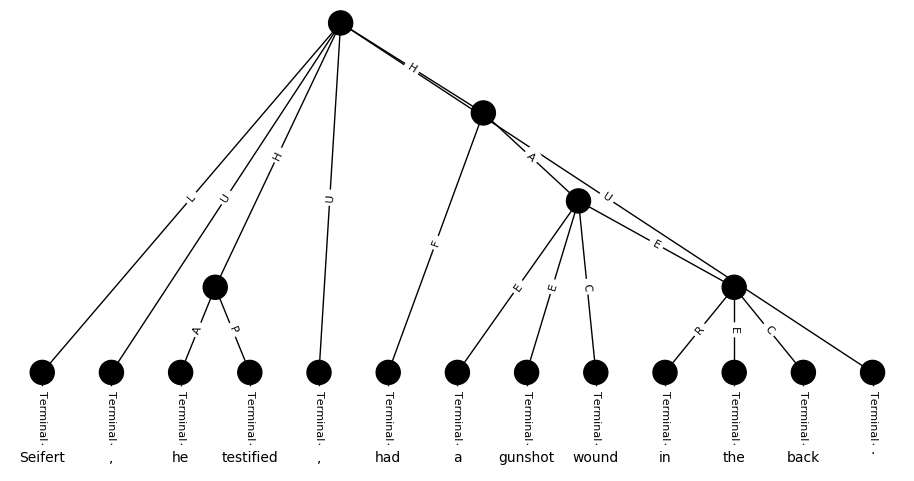 H
L
U
H
U
A
U
F
E
E
E
C
A
P
R
E
C
Terminal Terminal Terminal Terminal Terminal Terminal Terminal Terminal Terminal Terminal Terminal Terminal Terminal
Seifert , he testified , had a gunshot wound in the back .